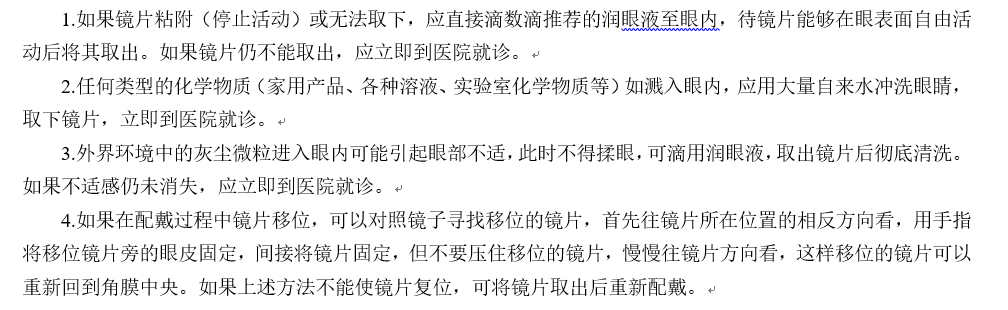 1.如果镜片粘附（停止活动）或无法取下，应直接滴数滴推荐的润眼液至眼内，待镜片能够在眼表面自由活
动后将其取出。如果镜片仍不能取出，应立即到医院就诊。
2.任何类型的化学物质（家用产品、各种溶液、实验室化学物质等）如溅入眼内，应用大量自来水冲洗眼睛，
取下镜片，立即到医院就诊。
3.外界环境中的灰尘微粒进入眼内可能引起眼部不适，此时不得揉眼，可滴用润眼液，取出镜片后彻底清洗。
如果不适感仍未消失，应立即到医院就诊。
4.如果在配戴过程中镜片移位，可以对照镜子寻找移位的镜片，首先往镜片所在位置的相反方向看，用手指
将移位镜片旁的眼皮固定，间接将镜片固定，但不要压住移位的镜片，慢慢往镜片方向看，这样移位的镜片可以
重新回到角膜中央。如果上述方法不能使镜片复位，可将镜片取出后重新配戴。